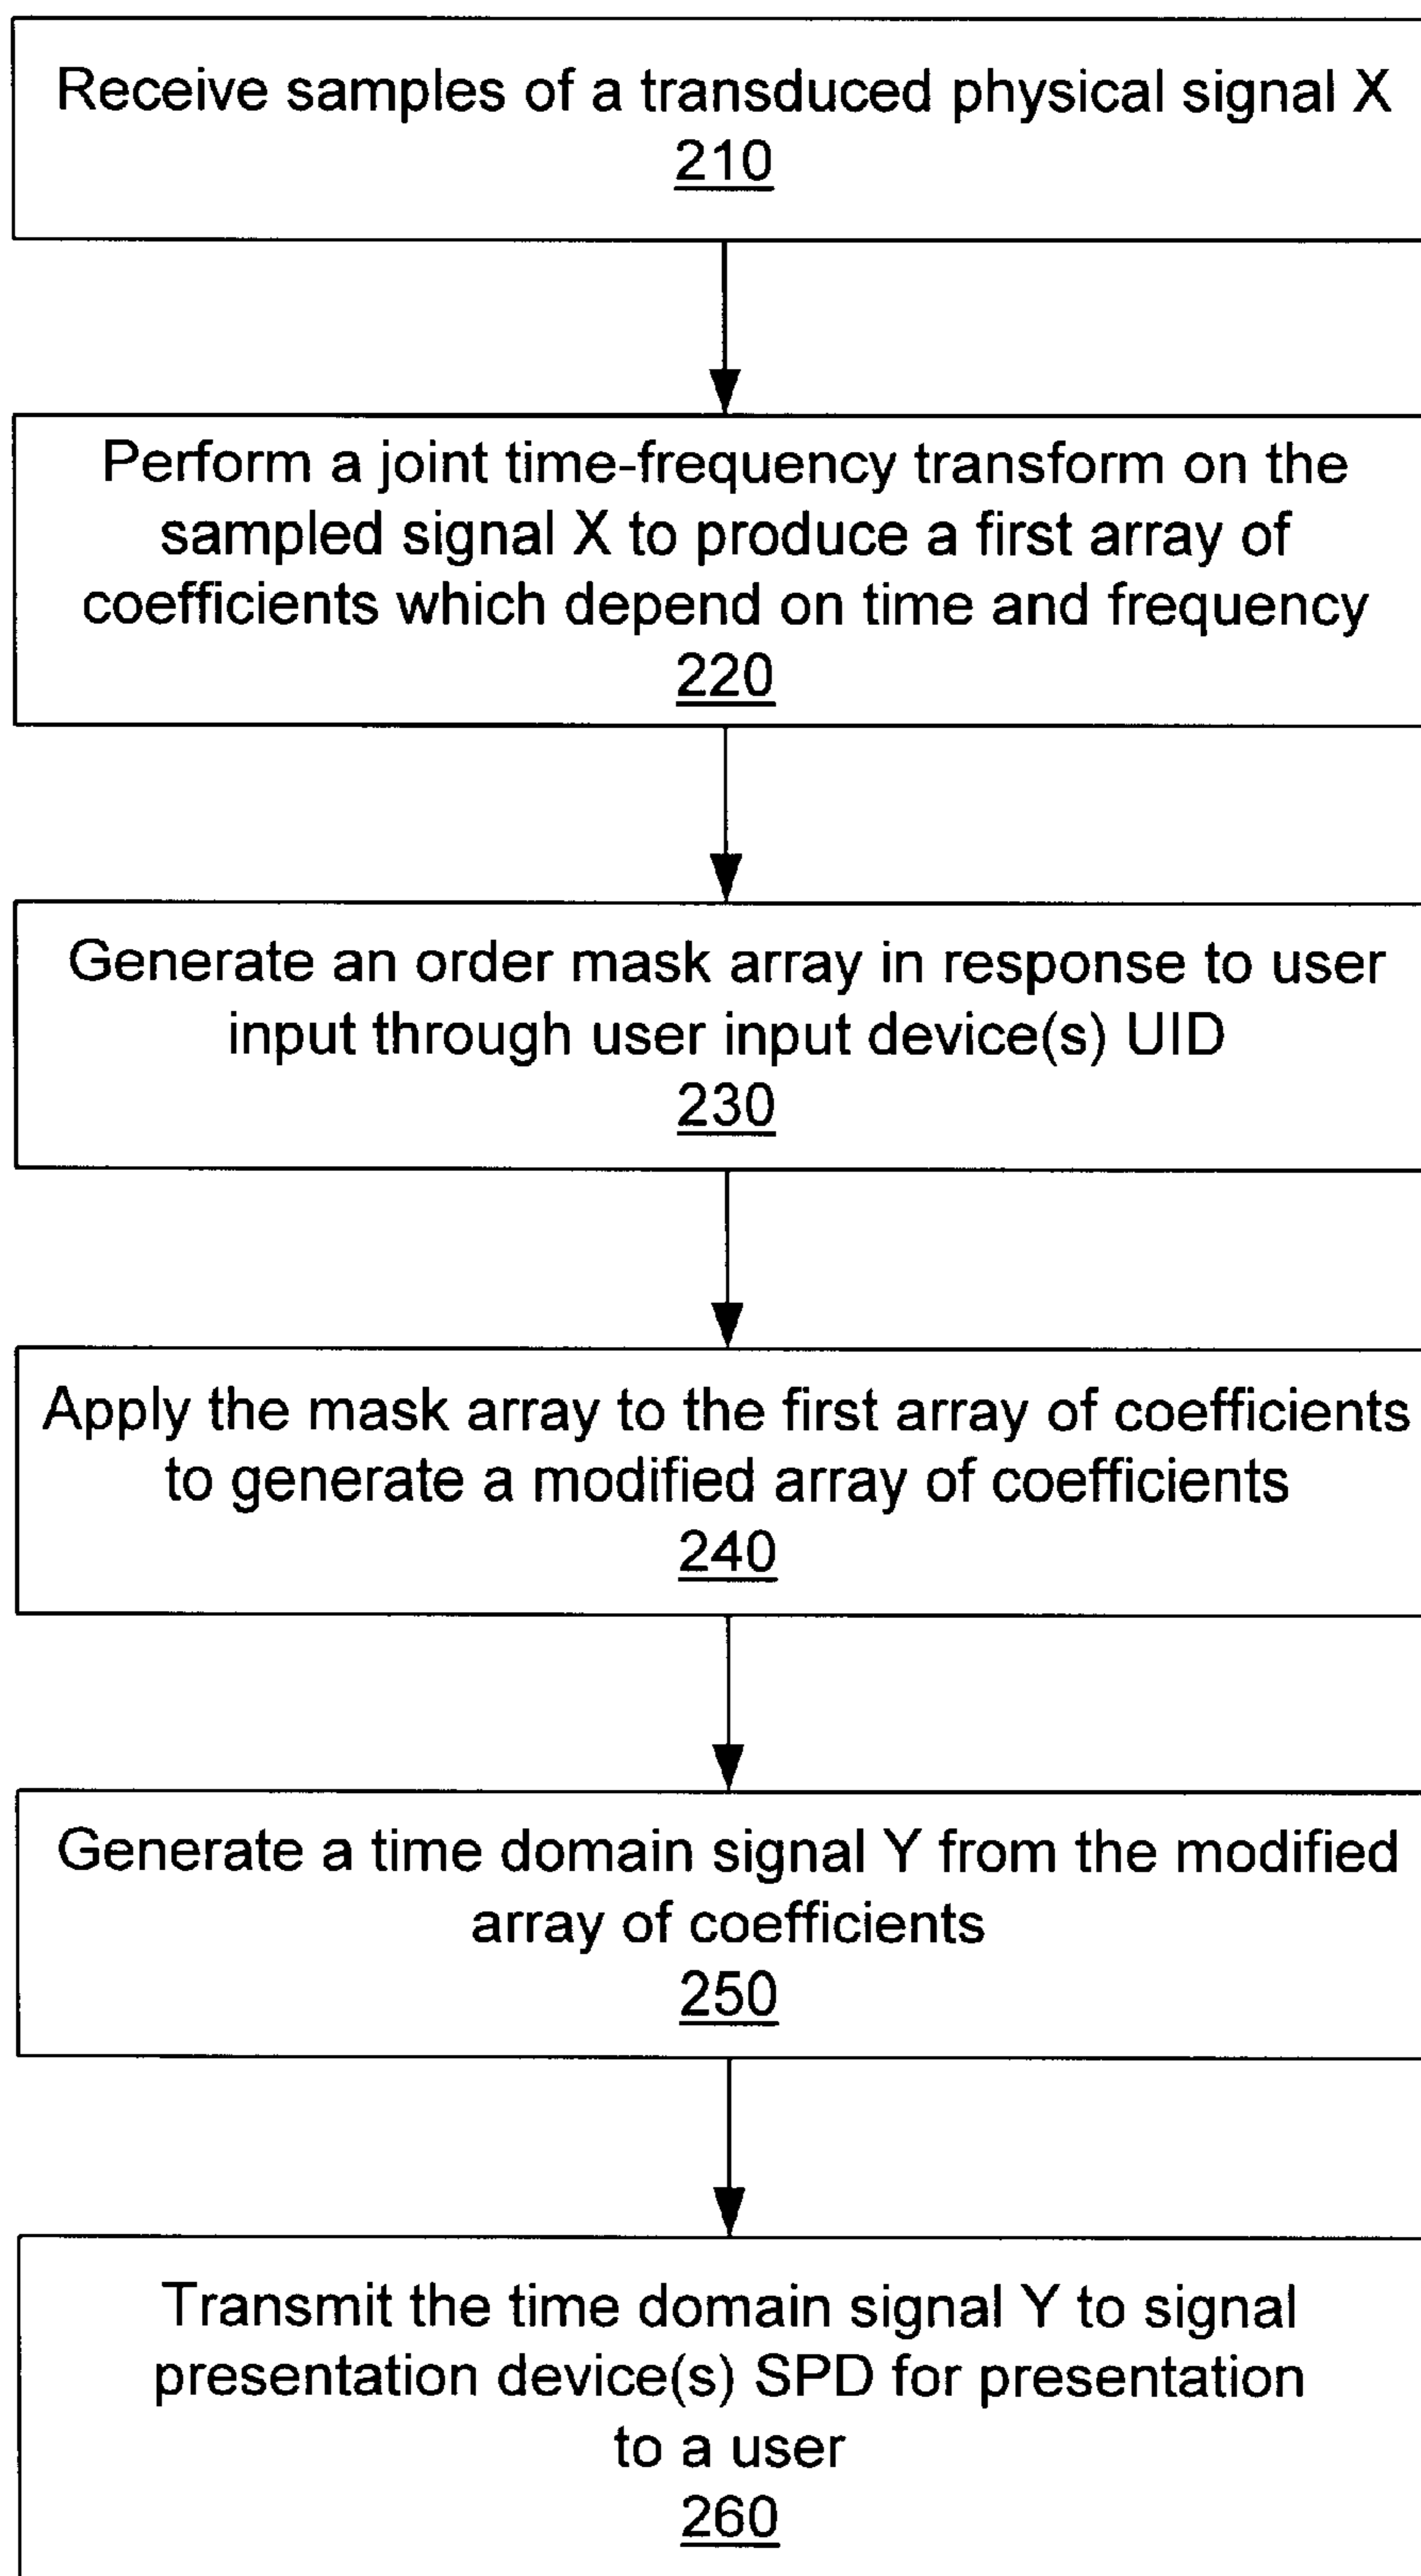 Receive samples of a transduced physical signal X
210
Perform a joint time-frequency transform on the
sampled signal X to produce a first array of
coefficients which depend on time and frequency
220
Generate an order mask array in response to user
input through user input device(s) UID
230
Apply the mask array to the first array of coefficients
to generate a modified array of coefficients
240
Generate a time domain signal Y from the modified
array of coefficients
250
Transmit the time domain signal Y to signal
presentation device(s) SPD for presentation
to a user
260